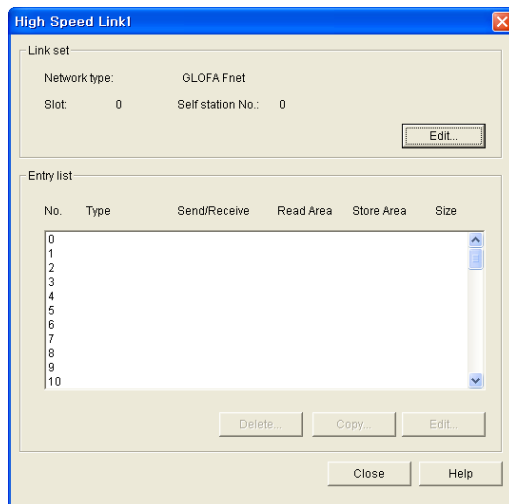 High Speed Link1
Link set
Network type: GLOFA Fnet
Slot: 0 Self station No.: 0
Edit...
Entry list
No. Type Send/Receive Read Area Store Area Size
0
1
2
3
4
5
6
7
8
9
10
Delete... Copy... Edit...
Close Help